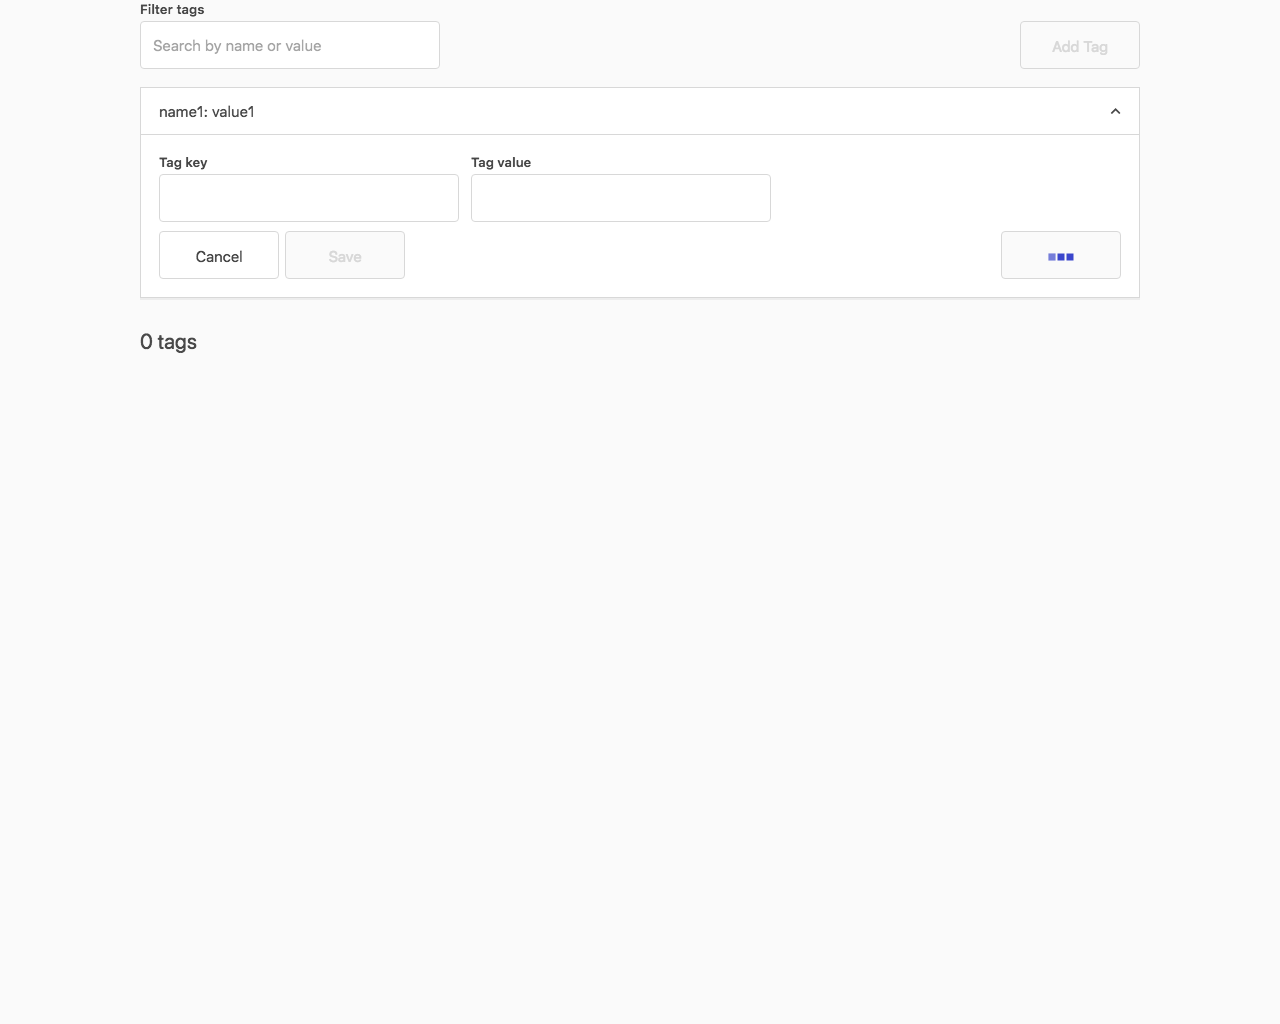 Filter tags
Search by name or value
Add Tag
name1: value1
Tag key
Tag value
Cancel
Save
0 tags